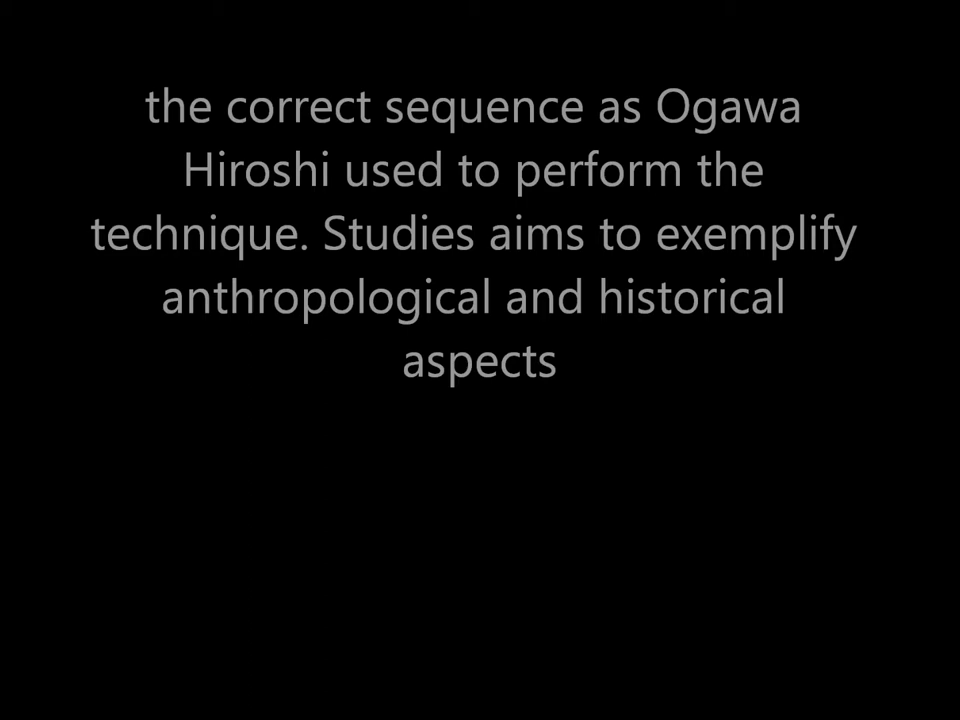 the correct sequence as Ogawa
Hiroshi used to perform the
technique. Studies aims to exemplify
anthropological and historical
aspects